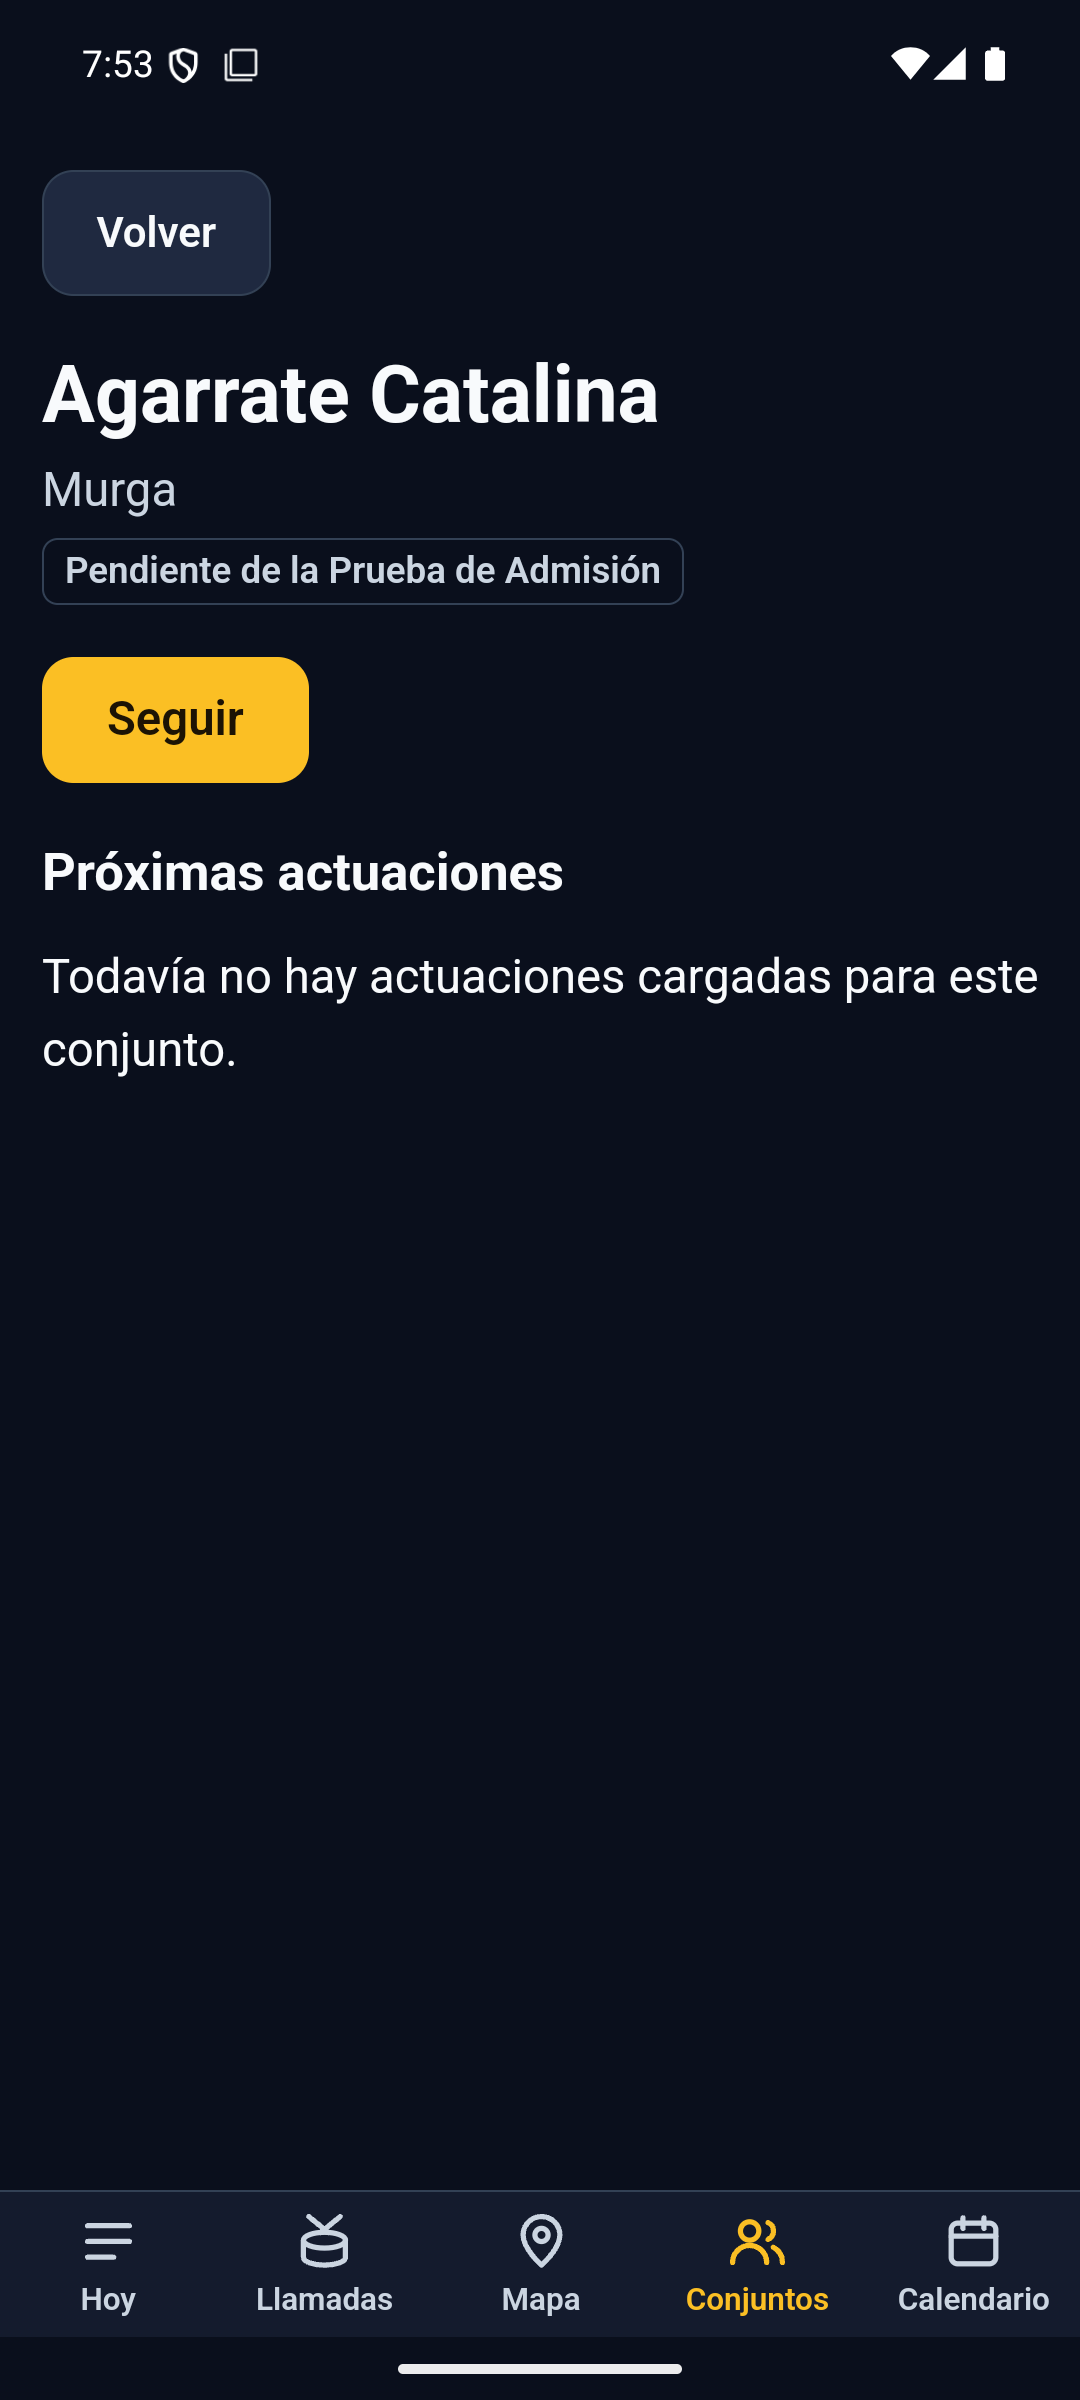 7:53
Volver
Agarrate Catalina
Murga
Pendiente de la Prueba de Admisión
Seguir
Próximas actuaciones
Todavía no hay actuaciones cargadas para este
conjunto.
Hoy
Llamadas
Mapa
Conjuntos
Calendario